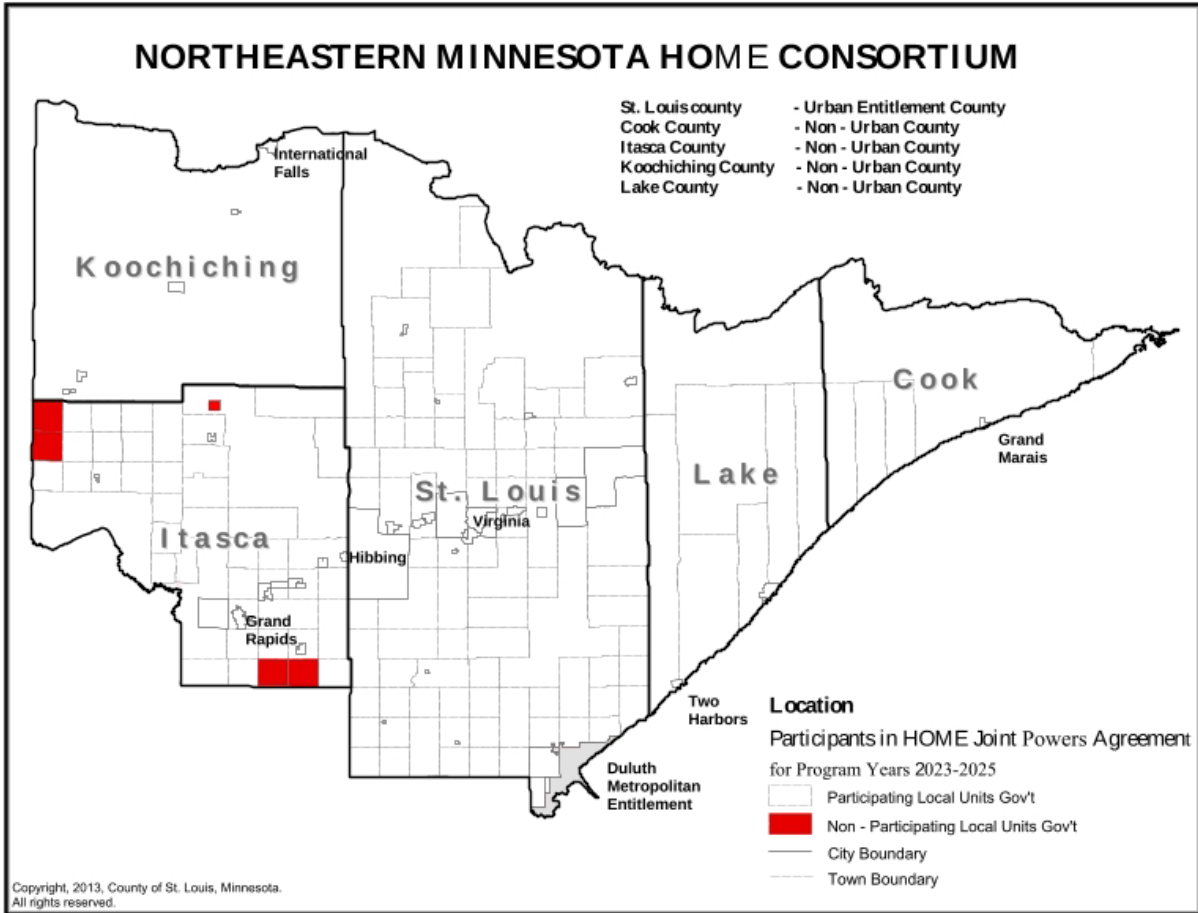 NORTHEASTERN MINNESOTA HOME CONSORTIUM
St. Louis county - Urban Entitlement County
Cook County - Non - Urban County
Itasca County - Non - Urban County
Koochiching County - Non - Urban County
Lake County - Non - Urban County
International
Falls
Koochiching
Cook
Grand
Marais
Lake
St. Louis
Virginia
Itasca
Hibbing
Grand
Rapids
Two
Harbors
Duluth
Metropolitan
Entitlement
Location
Participants in HOME Joint Powers Agreement
for Program Years 2023-2025
Participating Local Units Gov't
Non - Participating Local Units Gov't
City Boundary
Town Boundary
Copyright, 2013, County of St. Louis, Minnesota.
All rights reserved.